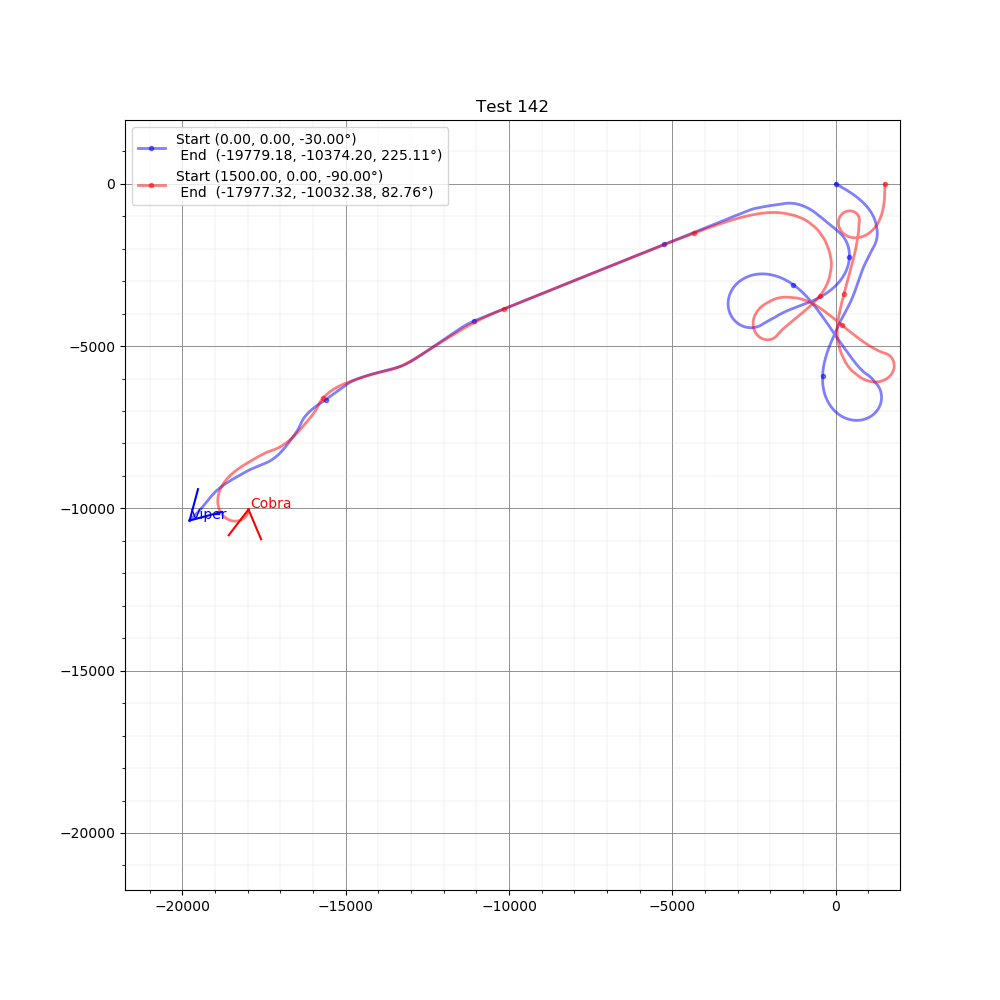 Test 142
Start (0.00, 0.00, -30.00°)
End (-19779.18, -10374.20, 225.11°)
Start (1500.00, 0.00, -90.00°)
End (-17977.32, -10032.38, 82.76°)
0
−5000
−10000
−15000
−20000
Cobra
Viper
−20000 −15000 −10000 −5000 0